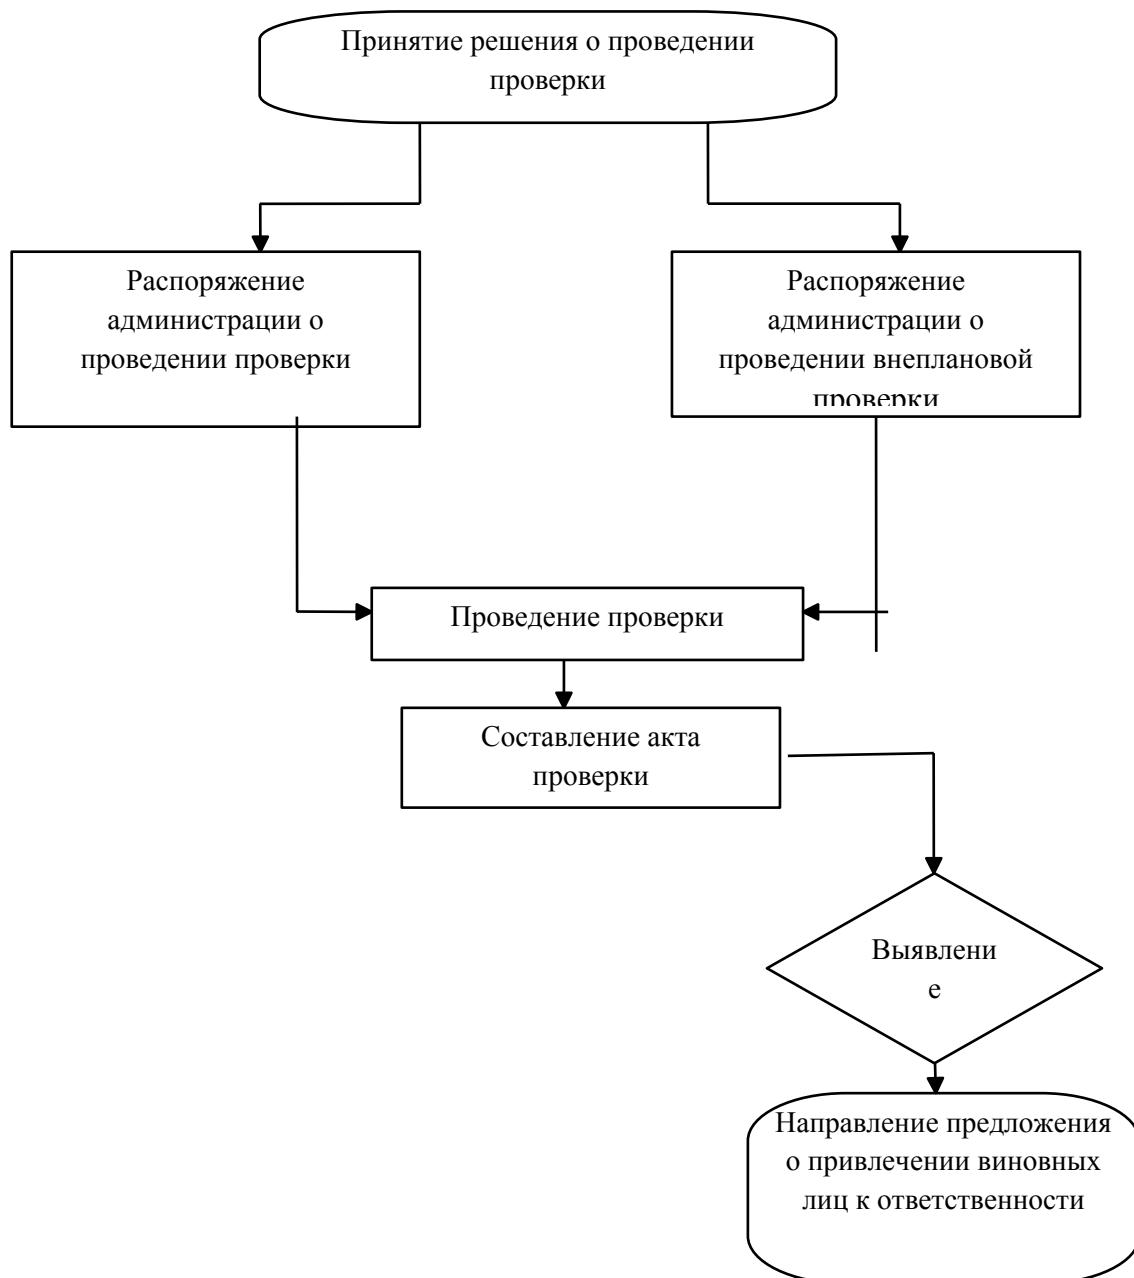 Принятие решения о проведении
проверки
Распоряжение
администрации о
проведении проверки
Распоряжение
администрации о
проведении внеплановой
проверки
Проведение проверки
Составление акта
проверки
Выявлени
е
Направление предложения
о привлечении виновных
лиц к ответственности